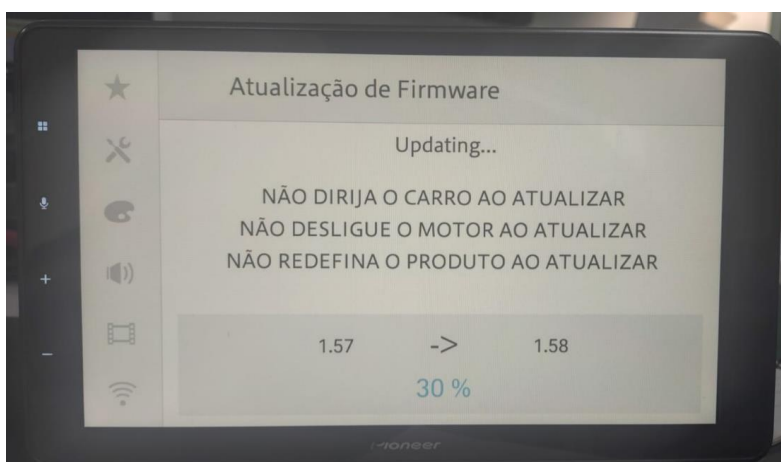 Atualização de Firmware
Updating...
NÃO DIRIJA O CARRO AO ATUALIZAR
NÃO DESLIGUE O MOTOR AO ATUALIZAR
NÃO REDEFINA O PRODUTO AO ATUALIZAR
1.57 -> 1.58
30 %
Pioneer